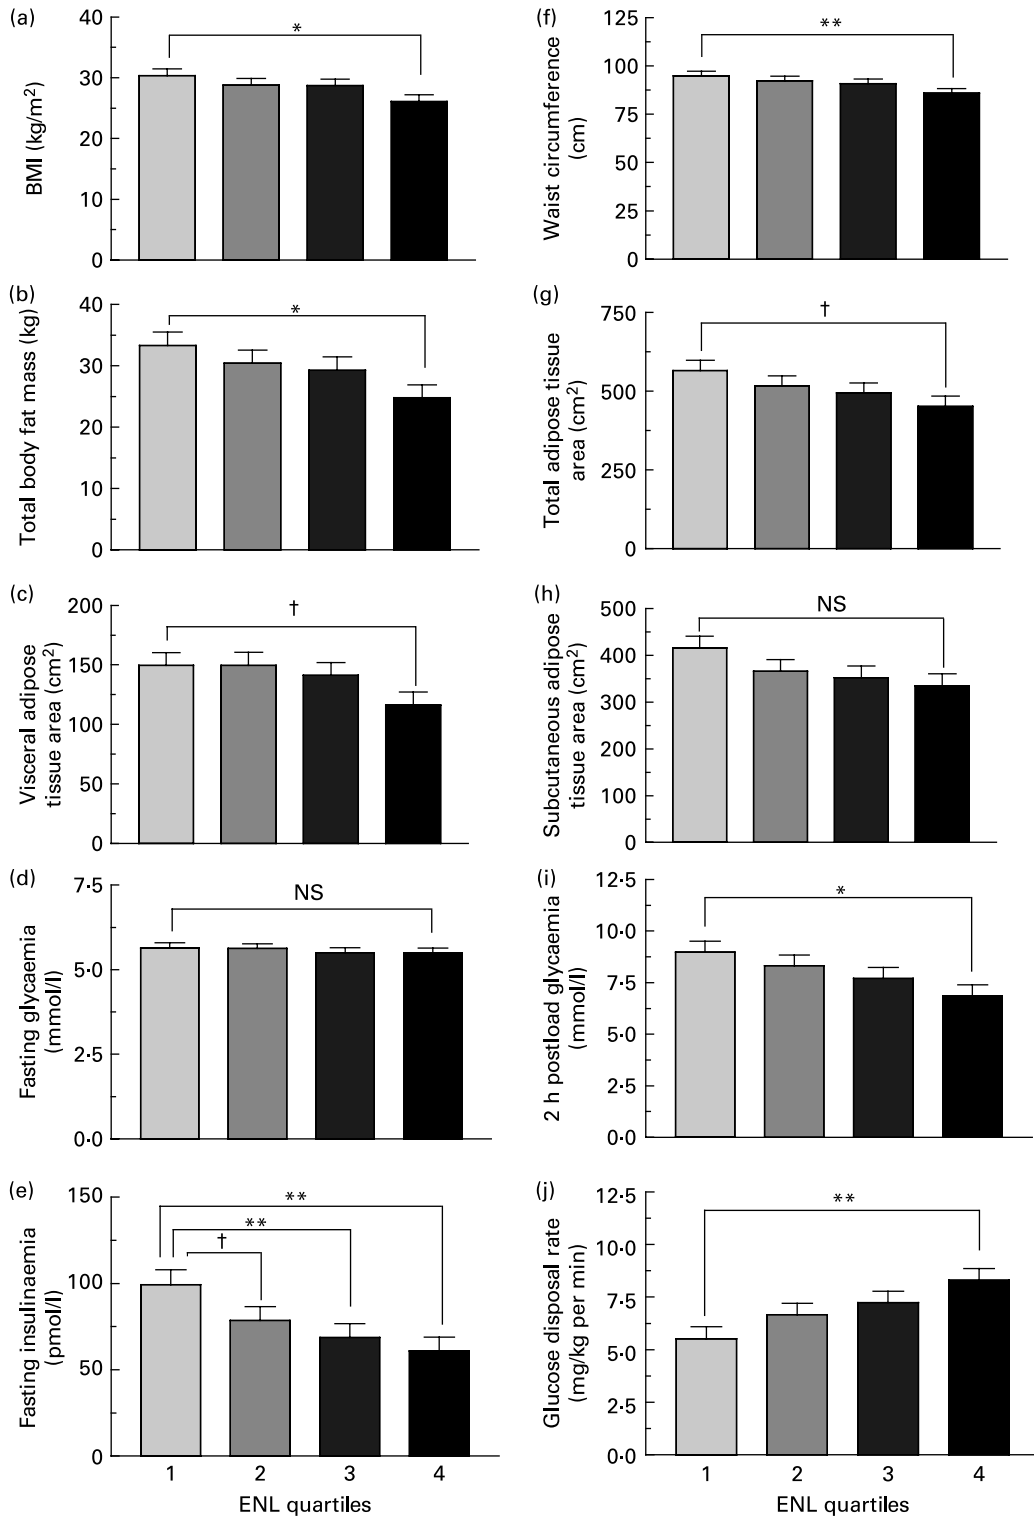 (a)
40
30
20
10
0
BMI (kg/m²)
*
(f)
125
100
75
50
25
0
Waist circumference
(cm)
**
(b)
40
30
20
10
0
Total body fat mass (kg)
*
(g)
750
500
250
0
Total adipose tissue
area (cm²)
†
(c)
200
150
100
50
0
Visceral adipose
tissue area (cm²)
†
(h)
500
400
300
200
100
0
Subcutaneous adipose
tissue area (cm²)
NS
(d)
7·5
5·0
2·5
0·0
Fasting glycaemia
(mmol/l)
NS
(i)
12·5
10·0
7·5
5·0
2·5
0·0
2 h postload glycaemia
(mmol/l)
*
(e)
150
100
50
0
Fasting insulinaemia
(pmol/l)
**
**
†
1 2 3 4
ENL quartiles
(j)
12·5
10·0
7·5
5·0
2·5
0·0
Glucose disposal rate
(mg/kg per min)
**
1 2 3 4
ENL quartiles